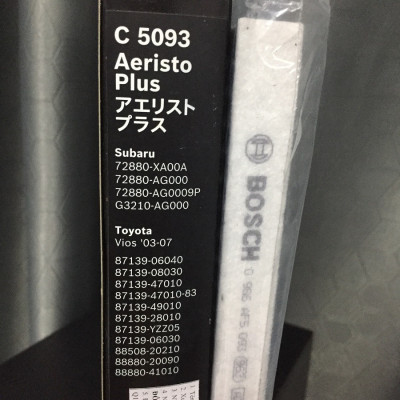 C 5093
Aeristo
Plus
アエリスト
プラス
Subaru
72880-XA00A
72880-AG000
72880-AG0009P
G3210-AG000
Toyota
Vios '03-07
87139-06040
87139-08030
87139-47010
87139-47010-83
87139-49010
87139-28010
87139-YZZ05
87139-06030
88508-20210
88880-20090
88880-41010
BOSCH